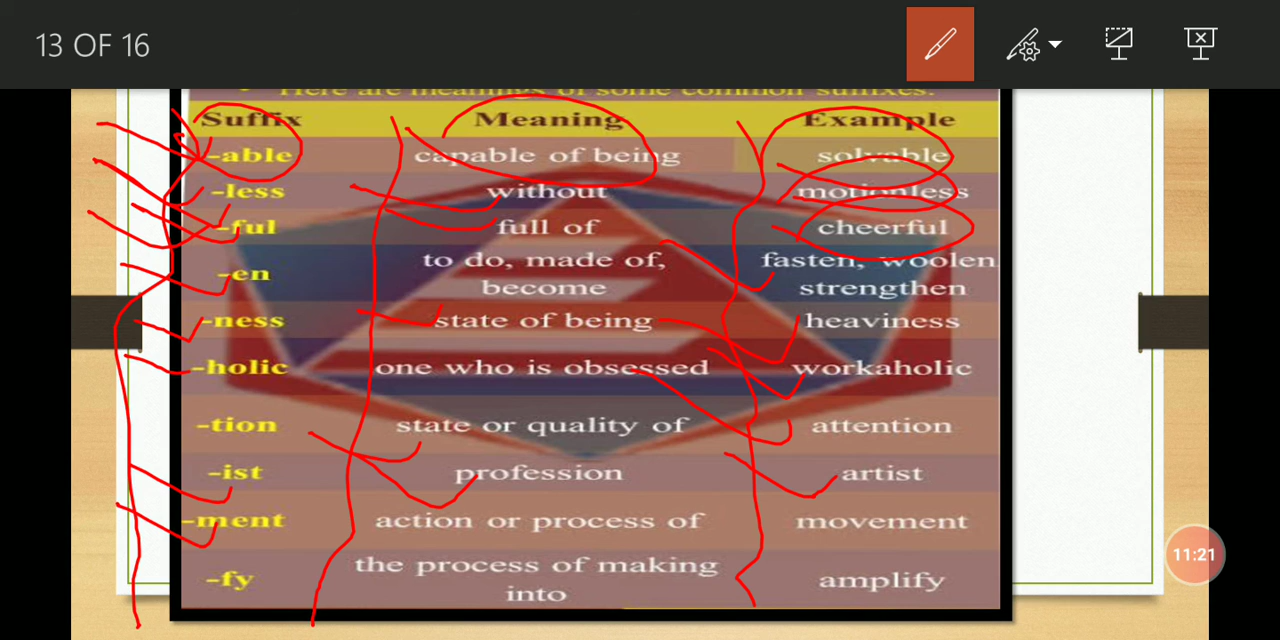 13 OF 16
Here are meanings of some common suffixes.
Suffix Meaning Example
-able capable of being solvable
-less without motionless
-ful full of cheerful
-en to do, made of, become fasten, woolen strengthen
-ness state of being heaviness
-holic one who is obsessed workaholic
-tion state or quality of attention
-ist profession artist
-ment action or process of movement
-fy the process of making into amplify
11:21